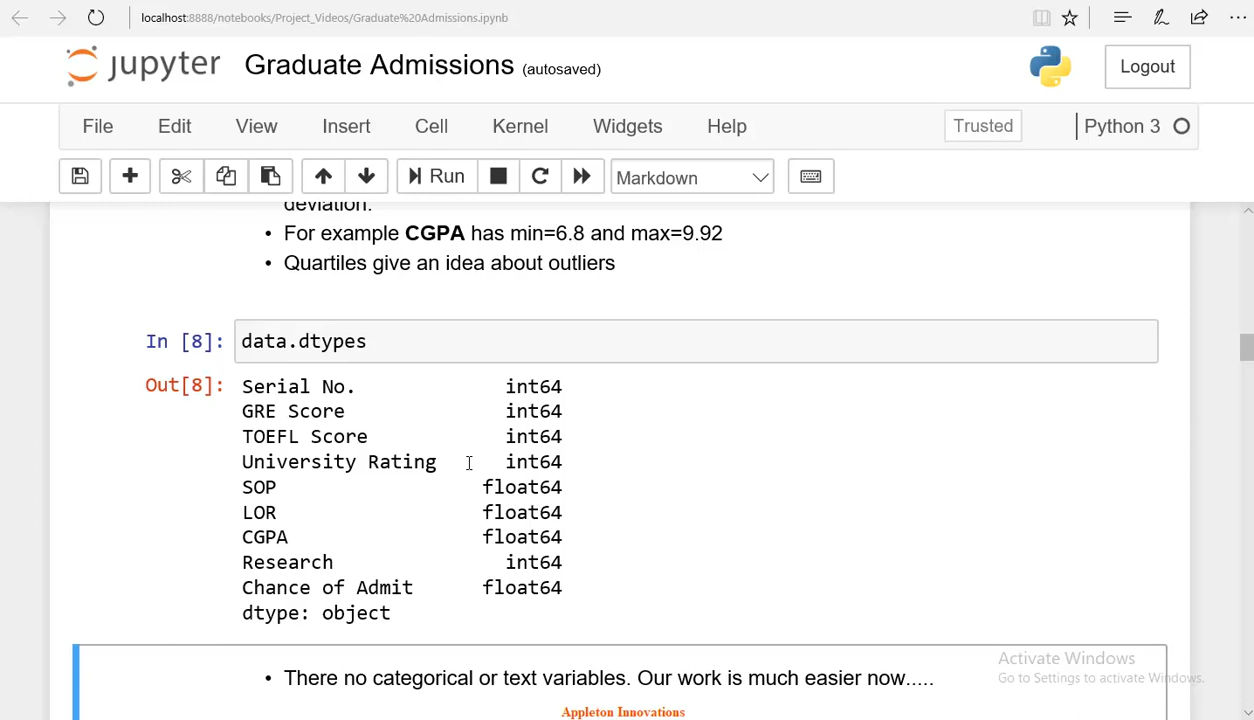 localhost:8888/notebooks/Project_Videos/Graduate%20Admissions.ipynb
jupyter Graduate Admissions (autosaved) Logout
File Edit View Insert Cell Kernel Widgets Help Trusted Python 3
Run Markdown
deviation.
• For example CGPA has min=6.8 and max=9.92
• Quartiles give an idea about outliers
In [8]: data.dtypes
Out[8]: Serial No. int64
GRE Score int64
TOEFL Score int64
University Rating int64
SOP float64
LOR float64
CGPA float64
Research int64
Chance of Admit float64
dtype: object
Activate Windows
Go to Settings to activate Windows.
• There no categorical or text variables. Our work is much easier now.....
Appleton Innovations